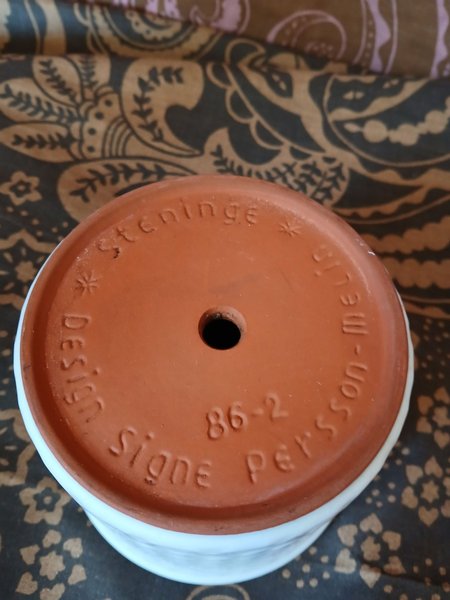 * Steninge *
Design Signe Persson-Melin
86-2